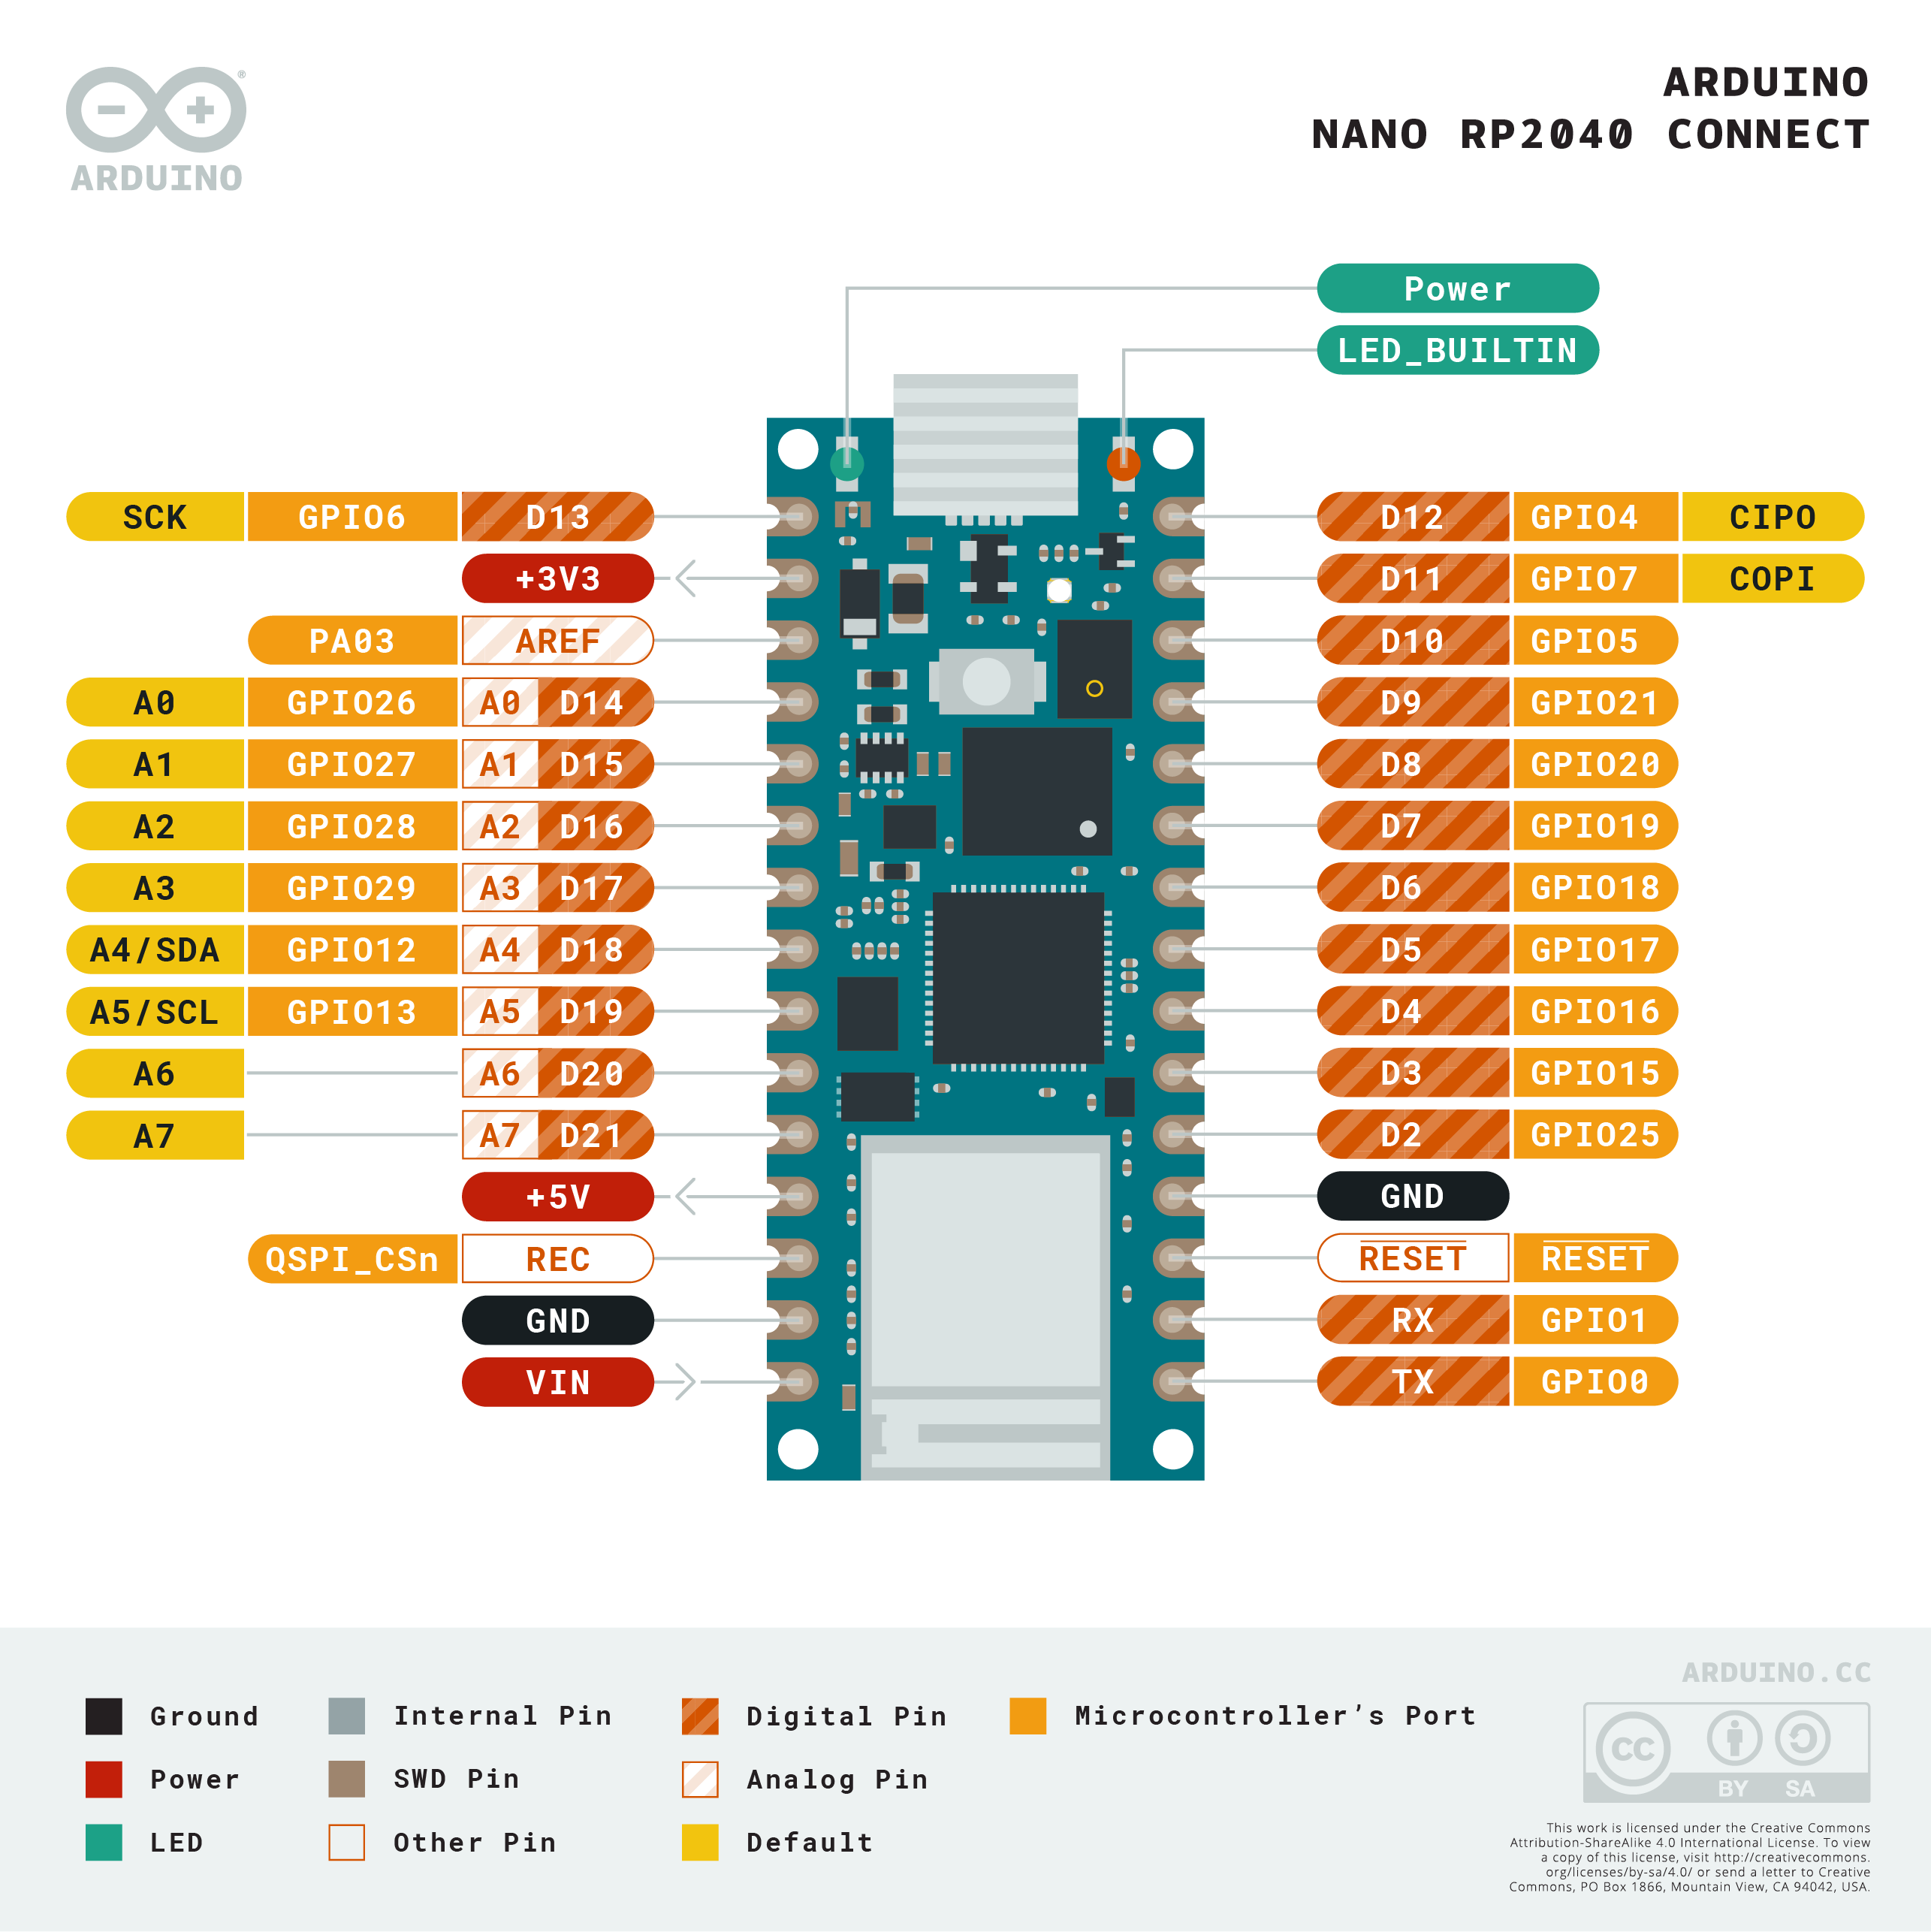 ®
ARDUINO
ARDUINO
NANO RP2040 CONNECT
Power
LED_BUILTIN
SCK GPIO6 D13
+3V3
PA03 AREF
A0 GPIO26 A0 D14
A1 GPIO27 A1 D15
A2 GPIO28 A2 D16
A3 GPIO29 A3 D17
A4/SDA GPIO12 A4 D18
A5/SCL GPIO13 A5 D19
A6 A6 D20
A7 A7 D21
+5V
QSPI_CSn REC
GND
VIN
D12 GPIO4 CIPO
D11 GPIO7 COPI
D10 GPIO5
D9 GPIO21
D8 GPIO20
D7 GPIO19
D6 GPIO18
D5 GPIO17
D4 GPIO16
D3 GPIO15
D2 GPIO25
GND
RESET RESET
RX GPIO1
TX GPIO0
Ground
Power
LED
Internal Pin
SWD Pin
Other Pin
Digital Pin
Analog Pin
Default
Microcontroller’s Port
ARDUINO.CC
CC
BY SA
This work is licensed under the Creative Commons
Attribution-ShareAlike 4.0 International License. To view
a copy of this license, visit http://creativecommons.
org/licenses/by-sa/4.0/ or send a letter to Creative
Commons, PO Box 1866, Mountain View, CA 94042, USA.